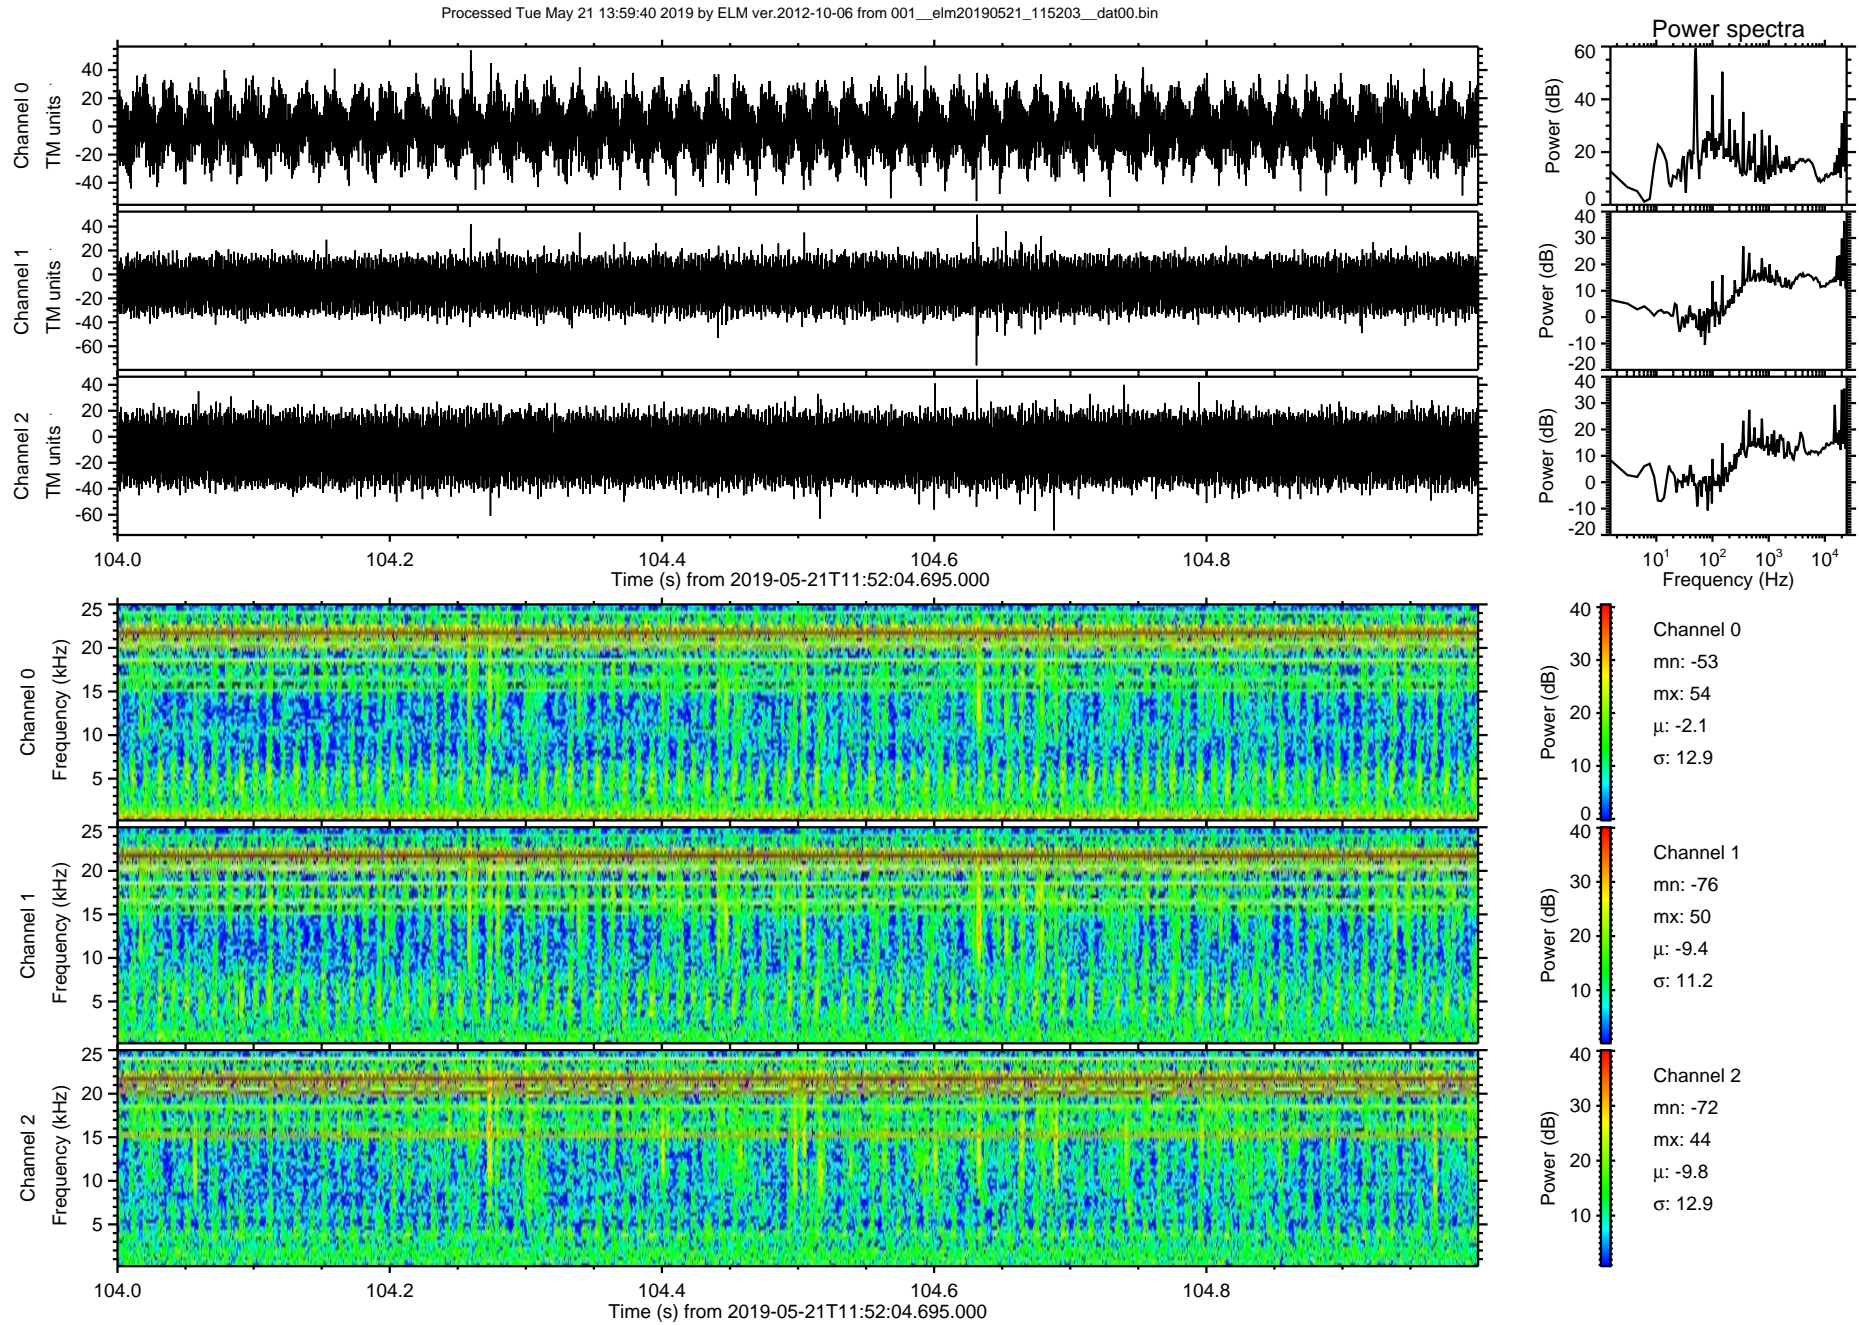 Processed Tue May 21 13:59:40 2019 by ELM ver.2012-10-06 from 001__elm20190521_115203__dat00.bin
Power spectra
Channel 0
TM units
40
20
0
-20
-40
Power (dB)
60
40
20
0
Channel 1
TM units
40
20
0
-20
-40
-60
Power (dB)
40
30
20
10
0
-10
-20
Channel 2
TM units
40
20
0
-20
-40
-60
Power (dB)
40
30
20
10
0
-10
-20
104.0 104.2 104.4 104.6 104.8
Time (s) from 2019-05-21T11:52:04.695.000
10¹ 10² 10³ 10⁴
Frequency (Hz)
Channel 0
Frequency (kHz)
25
20
15
10
5
Power (dB)
40
30
20
10
0
Channel 0
mn: -53
mx: 54
µ: -2.1
σ: 12.9
Channel 1
Frequency (kHz)
25
20
15
10
5
Power (dB)
40
30
20
10
Channel 1
mn: -76
mx: 50
µ: -9.4
σ: 11.2
Channel 2
Frequency (kHz)
25
20
15
10
5
Power (dB)
40
30
20
10
Channel 2
mn: -72
mx: 44
µ: -9.8
σ: 12.9
104.0 104.2 104.4 104.6 104.8
Time (s) from 2019-05-21T11:52:04.695.000